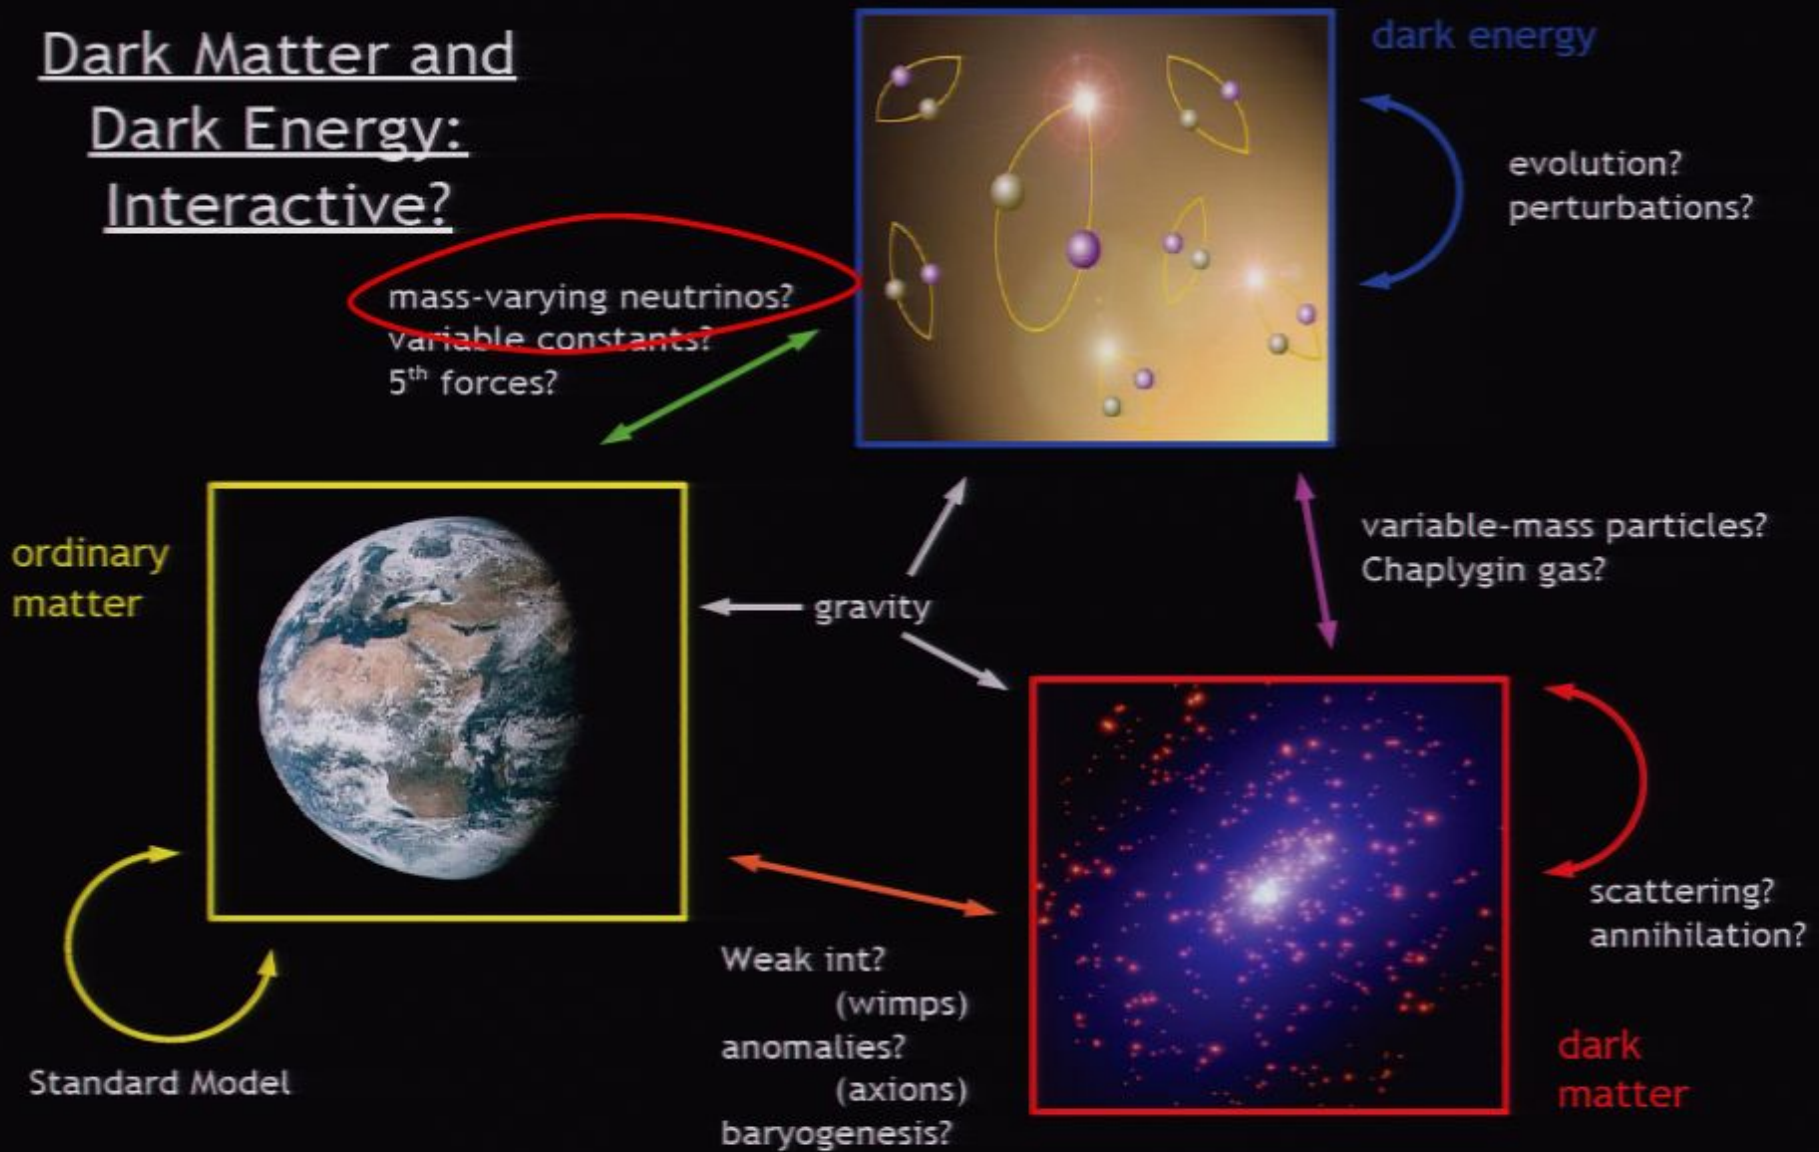 Dark Matter and
Dark Energy:
Interactive?
dark energy
evolution?
perturbations?
mass-varying neutrinos?
variable constants?
5th forces?
ordinary
matter
gravity
variable-mass particles?
Chaplygin gas?
scattering?
annihilation?
Weak int?
(wimps)
anomalies?
(axions)
baryogenesis?
dark
matter
Standard Model